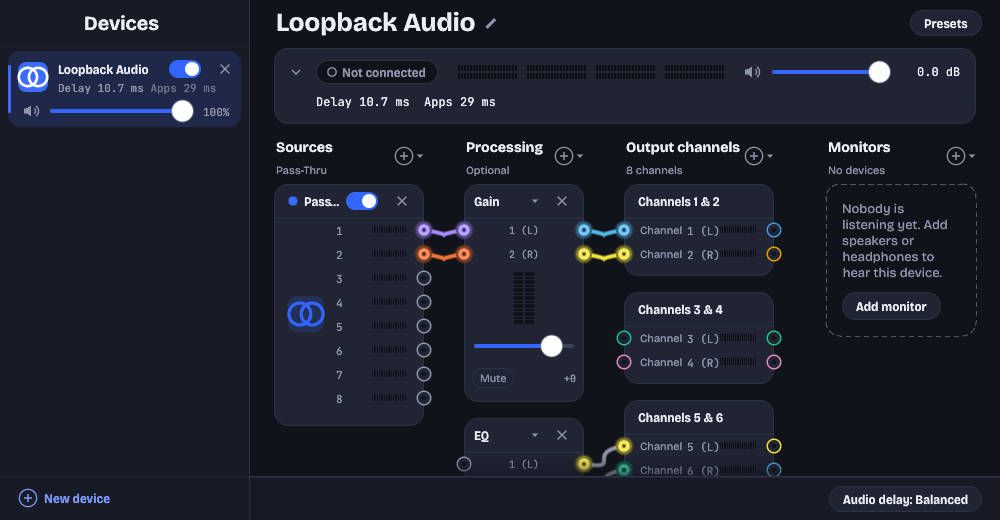 Devices
Loopback Audio
Delay 10.7 ms Apps 29 ms
100%
New device
Loopback Audio
Presets
Not connected
0.0 dB
Delay 10.7 ms Apps 29 ms
Sources
Pass-Thru
Pass...
1
2
3
4
5
6
7
8
Processing
Optional
Gain
1 (L)
2 (R)
Mute
+0
EQ
1 (L)
Output channels
8 channels
Channels 1 & 2
Channel 1 (L)
Channel 2 (R)
Channels 3 & 4
Channel 3 (L)
Channel 4 (R)
Channels 5 & 6
Channel 5 (L)
Channel 6 (R)
Monitors
No devices
Nobody is
listening yet. Add
speakers or
headphones to
hear this device.
Add monitor
Audio delay: Balanced